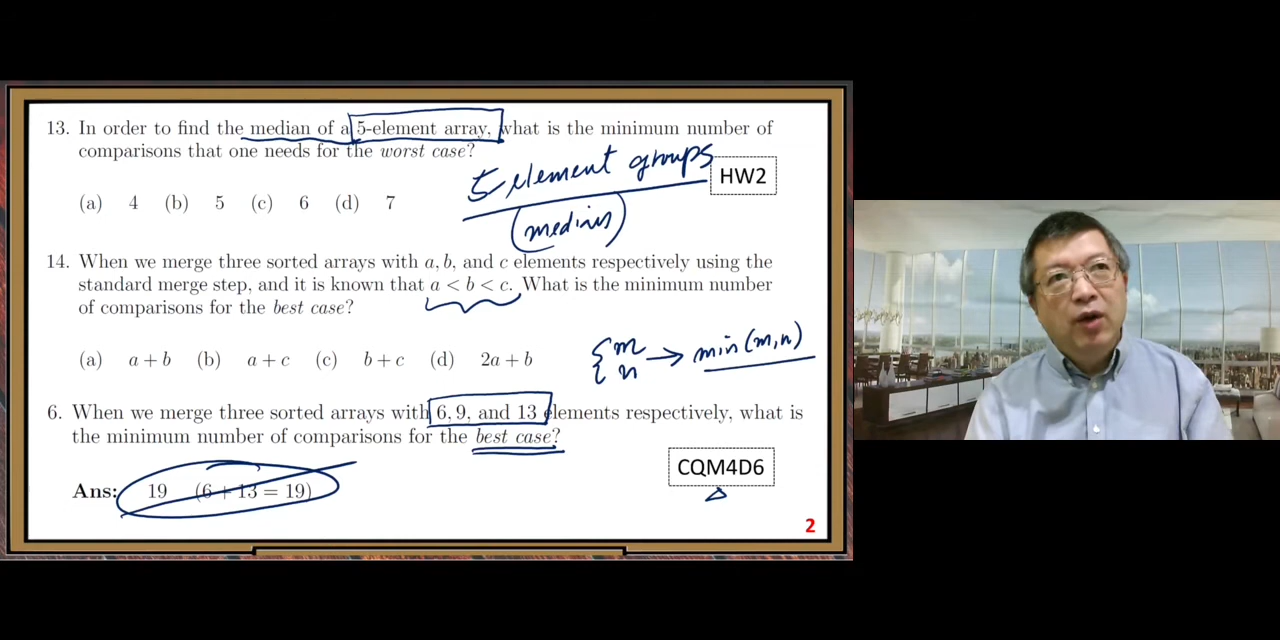 13. In order to find the median of a 5-element array, what is the minimum number of
comparisons that one needs for the worst case?
5 element groups
HW2
(a) 4 (b) 5 (c) 6 (d) 7
(medians)
14. When we merge three sorted arrays with a, b, and c elements respectively using the
standard merge step, and it is known that a < b < c. What is the minimum number
of comparisons for the best case?
(a) a + b (b) a + c (c) b + c (d) 2a + b
{ m
n → min(m,n)
6. When we merge three sorted arrays with 6, 9, and 13 elements respectively, what is
the minimum number of comparisons for the best case?
CQM4D6
Ans: 19 (6 + 13 = 19)
2